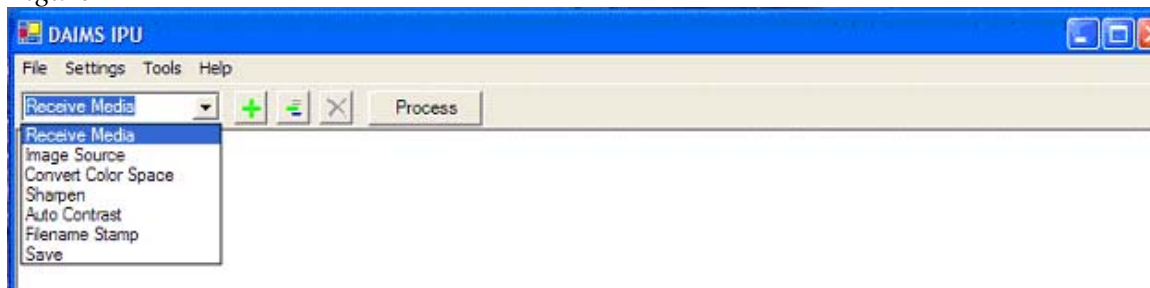 DAIMS IPU
File Settings Tools Help
Receive Media Process
Receive Media
Image Source
Convert Color Space
Sharpen
Auto Contrast
Filename Stamp
Save